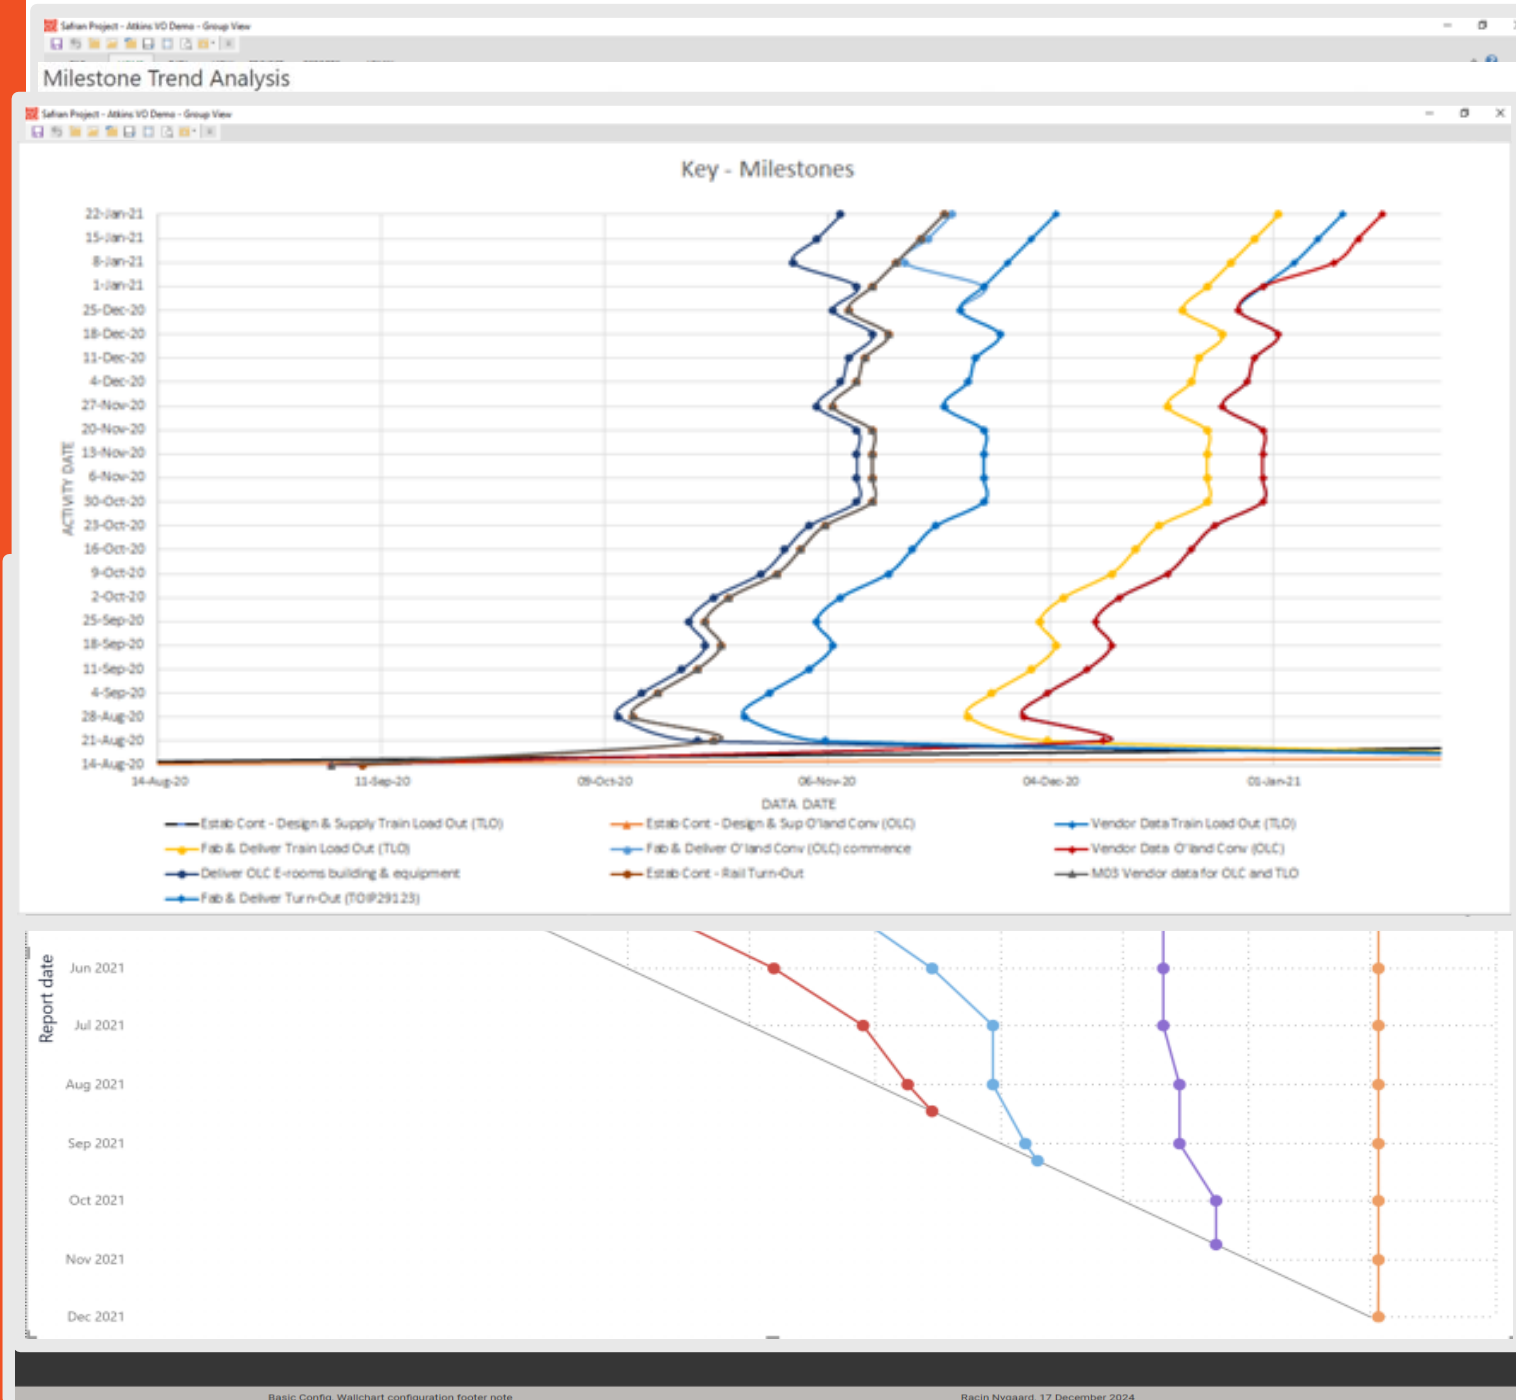 Safran Project - Atkins VO Demo - Group View
Milestone Trend Analysis
Safran Project - Atkins VO Demo - Group View
Key - Milestones
22-Jan-21
15-Jan-21
8-Jan-21
1-Jan-21
25-Dec-20
18-Dec-20
11-Dec-20
4-Dec-20
27-Nov-20
20-Nov-20
13-Nov-20
6-Nov-20
30-Oct-20
23-Oct-20
16-Oct-20
9-Oct-20
2-Oct-20
25-Sep-20
18-Sep-20
11-Sep-20
4-Sep-20
28-Aug-20
21-Aug-20
14-Aug-20
ACTIVITY DATE
14-Aug-20 11-Sep-20 09-Oct-20 06-Nov-20 04-Dec-20 01-Jan-21
DATA DATE
Estab Cont - Design & Supply Train Load Out (TLO) Estab Cont - Design & Sup O'land Conv (OLC) Vendor Data Train Load Out (TLO)
Fab & Deliver Train Load Out (TLO) Fab & Deliver O'land Conv (OLC) commence Vendor Data O'land Conv (OLC)
Deliver OLC E-rooms building & equipment Estab Cont - Rail Turn-Out M03 Vendor data for OLC and TLO
Fab & Deliver Turn-Out (TOIP29123)
Report date
Jun 2021
Jul 2021
Aug 2021
Sep 2021
Oct 2021
Nov 2021
Dec 2021
Basic Config, Wallchart configuration footer note Racin Nygaard, 17 December 2024